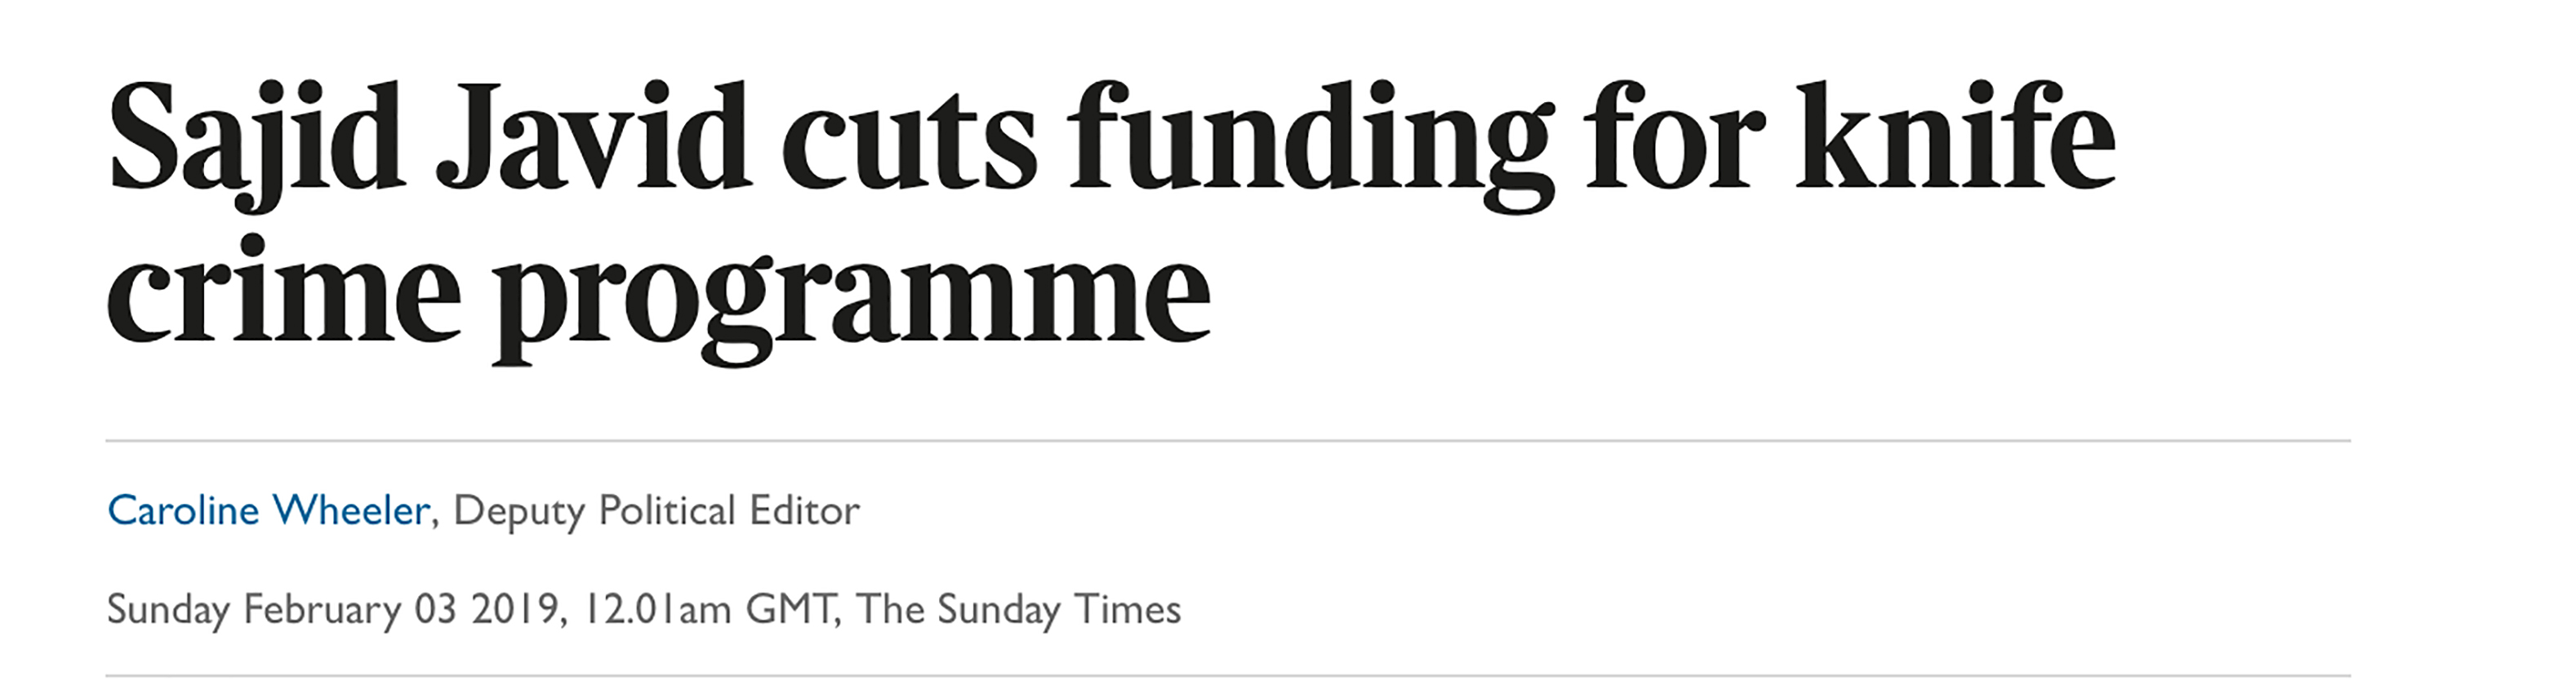 Sajid Javid cuts funding for knife
crime programme
Caroline Wheeler, Deputy Political Editor
Sunday February 03 2019, 12.01am GMT, The Sunday Times